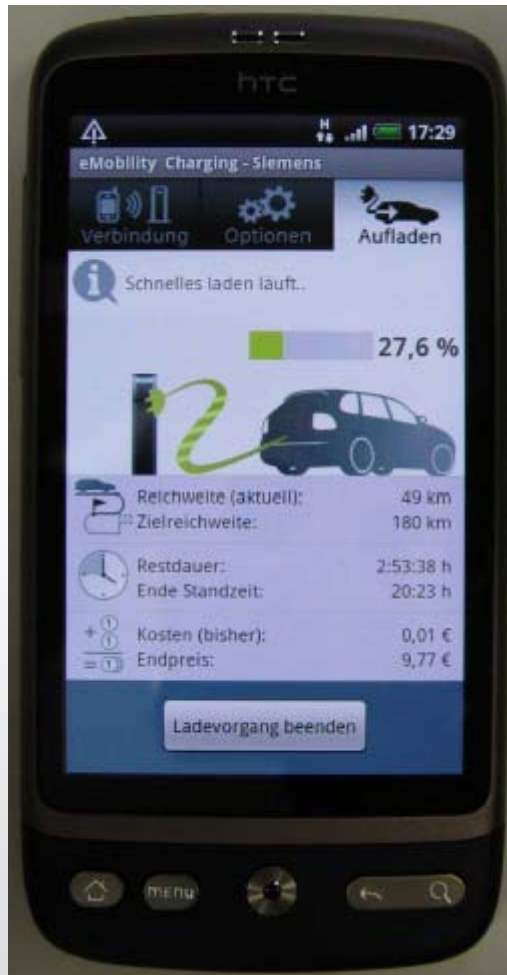 htc
H
17:29
eMobility Charging - Siemens
Verbindung Optionen Aufladen
Schnelles laden läuft..
27,6 %
Reichweite (aktuell): 49 km
Zielreichweite: 180 km
Restdauer: 2:53:38 h
Ende Standzeit: 20:23 h
Kosten (bisher): 0,01 €
Endpreis: 9,77 €
Ladevorgang beenden
menu